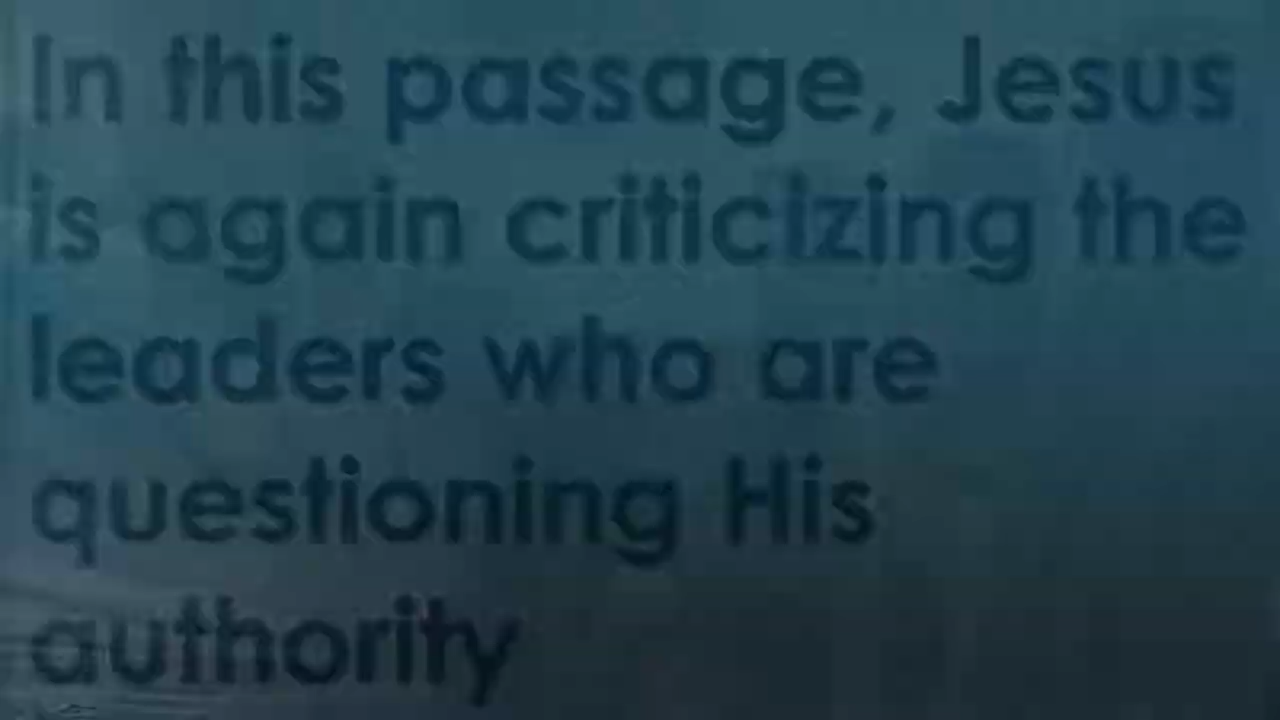 In this passage, Jesus
is again criticizing the
leaders who are
questioning His
authority